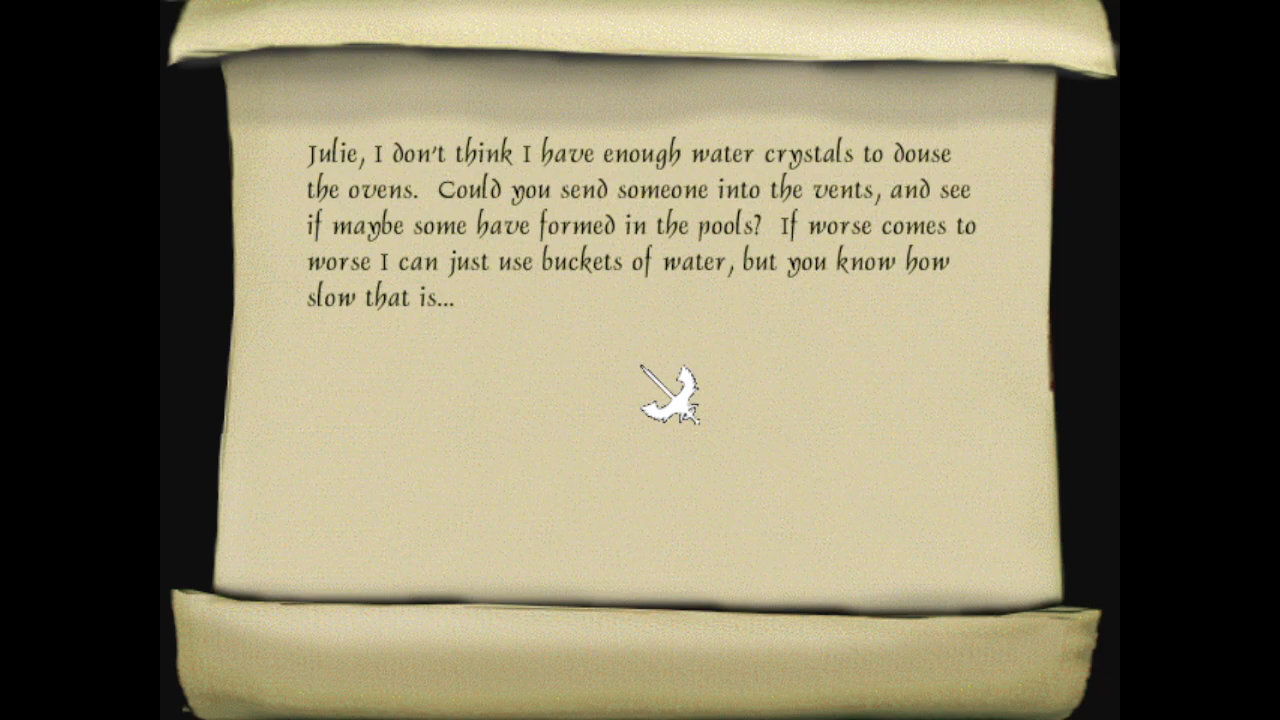 Julie, I don't think I have enough water crystals to douse
the ovens.  Could you send someone into the vents, and see
if maybe some have formed in the pools?  If worse comes to
worse I can just use buckets of water, but you know how
slow that is...